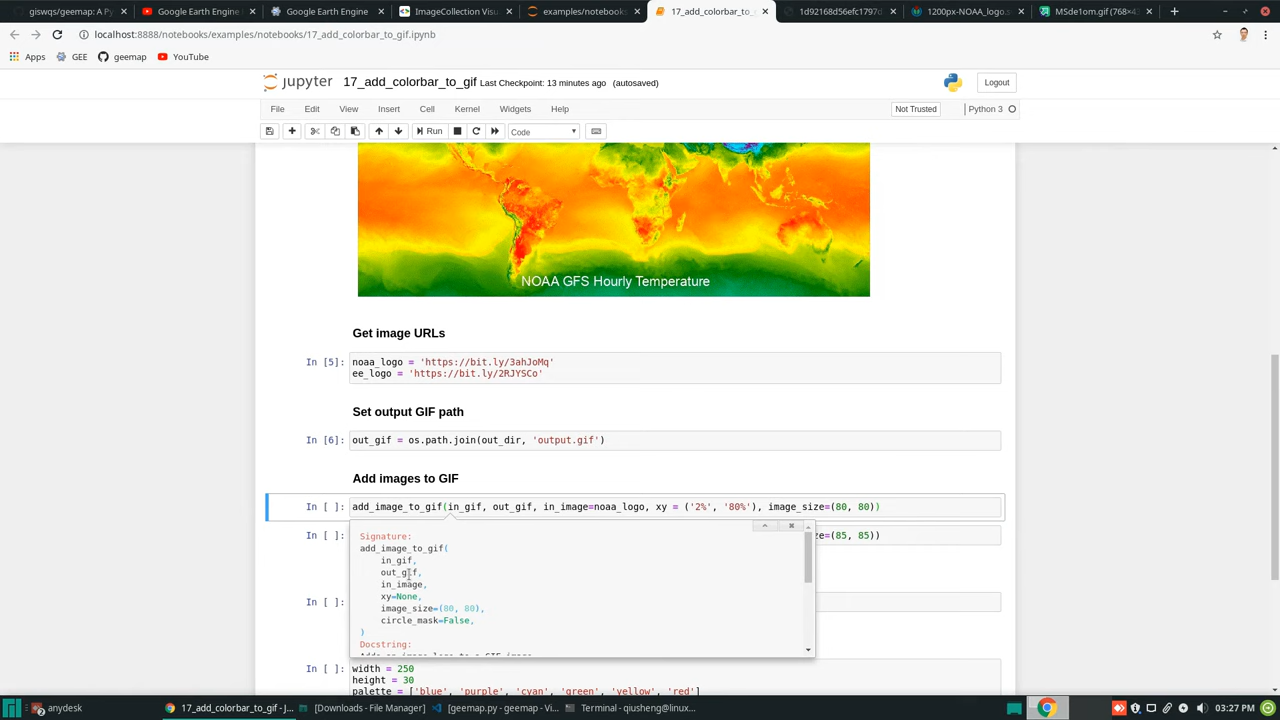 giswqs/geemap: A Py
Google Earth Engine
Google Earth Engine
ImageCollection Visu
examples/notebooks
17_add_colorbar_to_
1d92168d56efc1797d
1200px-NOAA_logo.s
MSde1om.gif (768×43
localhost:8888/notebooks/examples/notebooks/17_add_colorbar_to_gif.ipynb
Apps
GEE
geemap
YouTube
jupyter
17_add_colorbar_to_gif Last Checkpoint: 13 minutes ago (autosaved)
Logout
File
Edit
View
Insert
Cell
Kernel
Widgets
Help
Not Trusted
Python 3
Run
Code
NOAA GFS Hourly Temperature
Get image URLs
In [5]:
noaa_logo = 'https://bit.ly/3ahJoMq'
ee_logo = 'https://bit.ly/2RJYSCo'
Set output GIF path
In [6]:
out_gif = os.path.join(out_dir, 'output.gif')
Add images to GIF
In [ ]:
add_image_to_gif(in_gif, out_gif, in_image=noaa_logo, xy = ('2%', '80%'), image_size=(80, 80))
Signature:
In [ ]:
ze=(85, 85))
add_image_to_gif(
in_gif,
out_gif,
in_image,
xy=None,
In [ ]:
image_size=(80, 80),
circle_mask=False,
)
Docstring:
In [ ]:
width = 250
height = 30
palette = ['blue', 'purple', 'cyan', 'green', 'yellow', 'red']
anydesk
17_add_colorbar_to_gif - J...
[Downloads - File Manager]
[geemap.py - geemap - Vi...
Terminal - qiusheng@linux...
03:27 PM